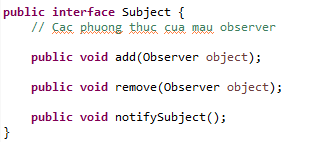 public interface Subject {
// Cac phuong thuc cua mau observer
public void add(Observer object);
public void remove(Observer object);
public void notifySubject();
}